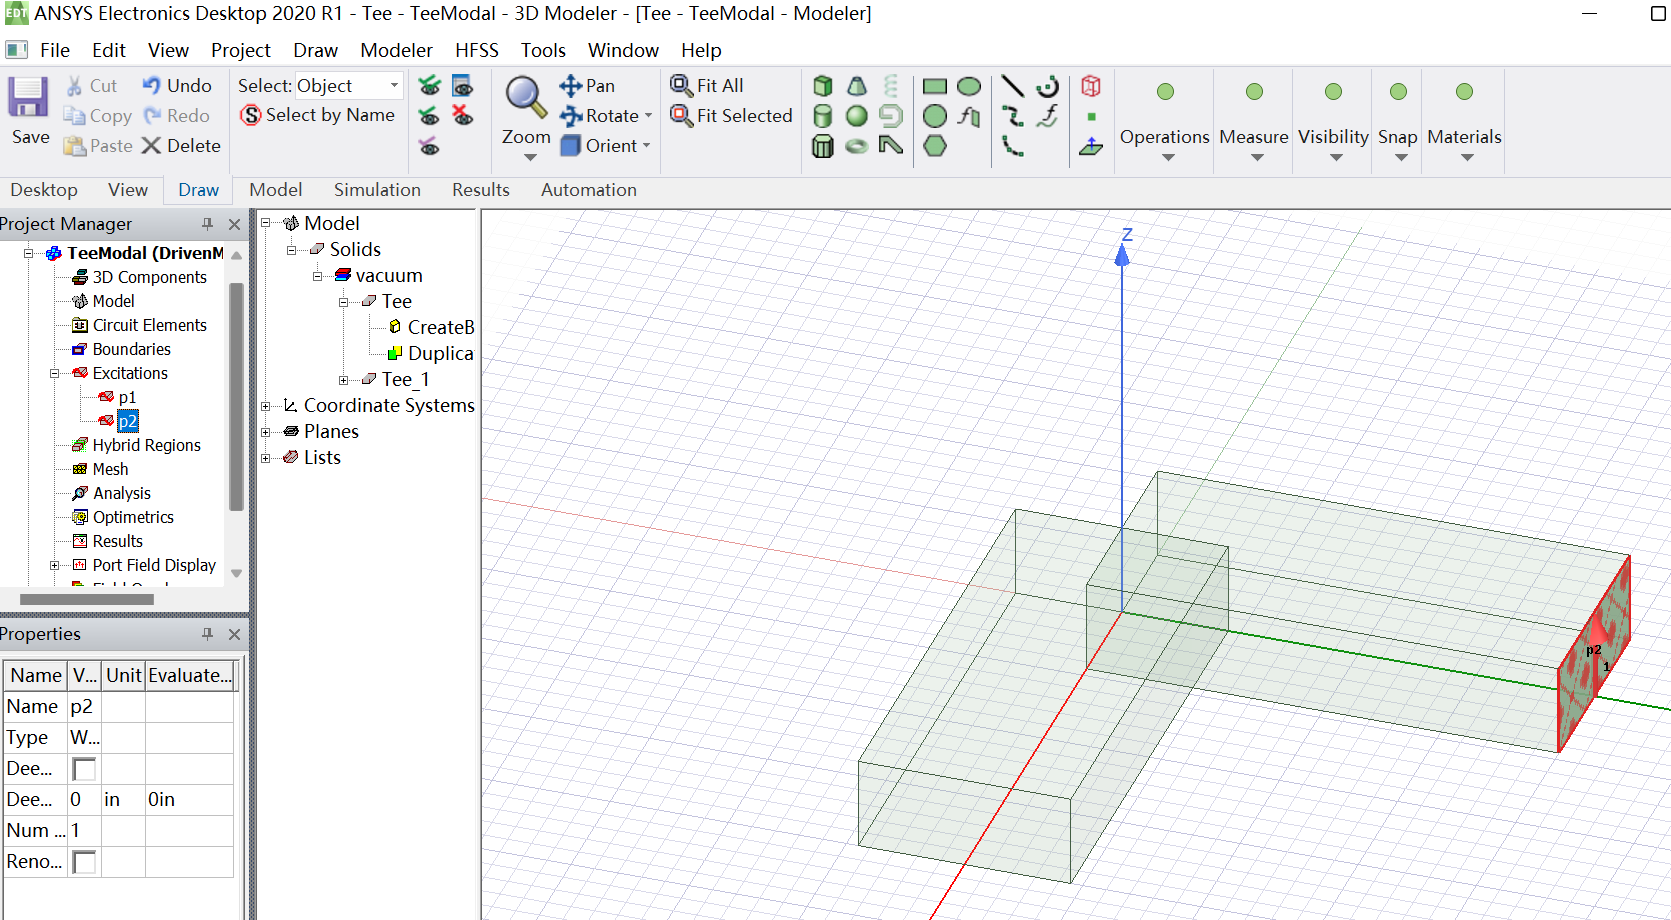 EDT ANSYS Electronics Desktop 2020 R1 - Tee - TeeModal - 3D Modeler - [Tee - TeeModal - Modeler]
File Edit View Project Draw Modeler HFSS Tools Window Help
Save
Cut
Copy
Paste
Undo
Redo
Delete
Select: Object
Select by Name
Zoom
Pan
Rotate
Orient
Fit All
Fit Selected
Operations
Measure
Visibility
Snap
Materials
Desktop View Draw Model Simulation Results Automation
Project Manager
TeeModal (DrivenM
3D Components
Model
Circuit Elements
Boundaries
Excitations
p1
p2
Hybrid Regions
Mesh
Analysis
Optimetrics
Results
Port Field Display
Properties
Name V... Unit Evaluate...
Name p2
Type W...
Dee...
Dee... 0 in 0in
Num ... 1
Reno...
Model
Solids
vacuum
Tee
CreateB
Duplica
Tee_1
Coordinate Systems
Planes
Lists
Z
p2
1